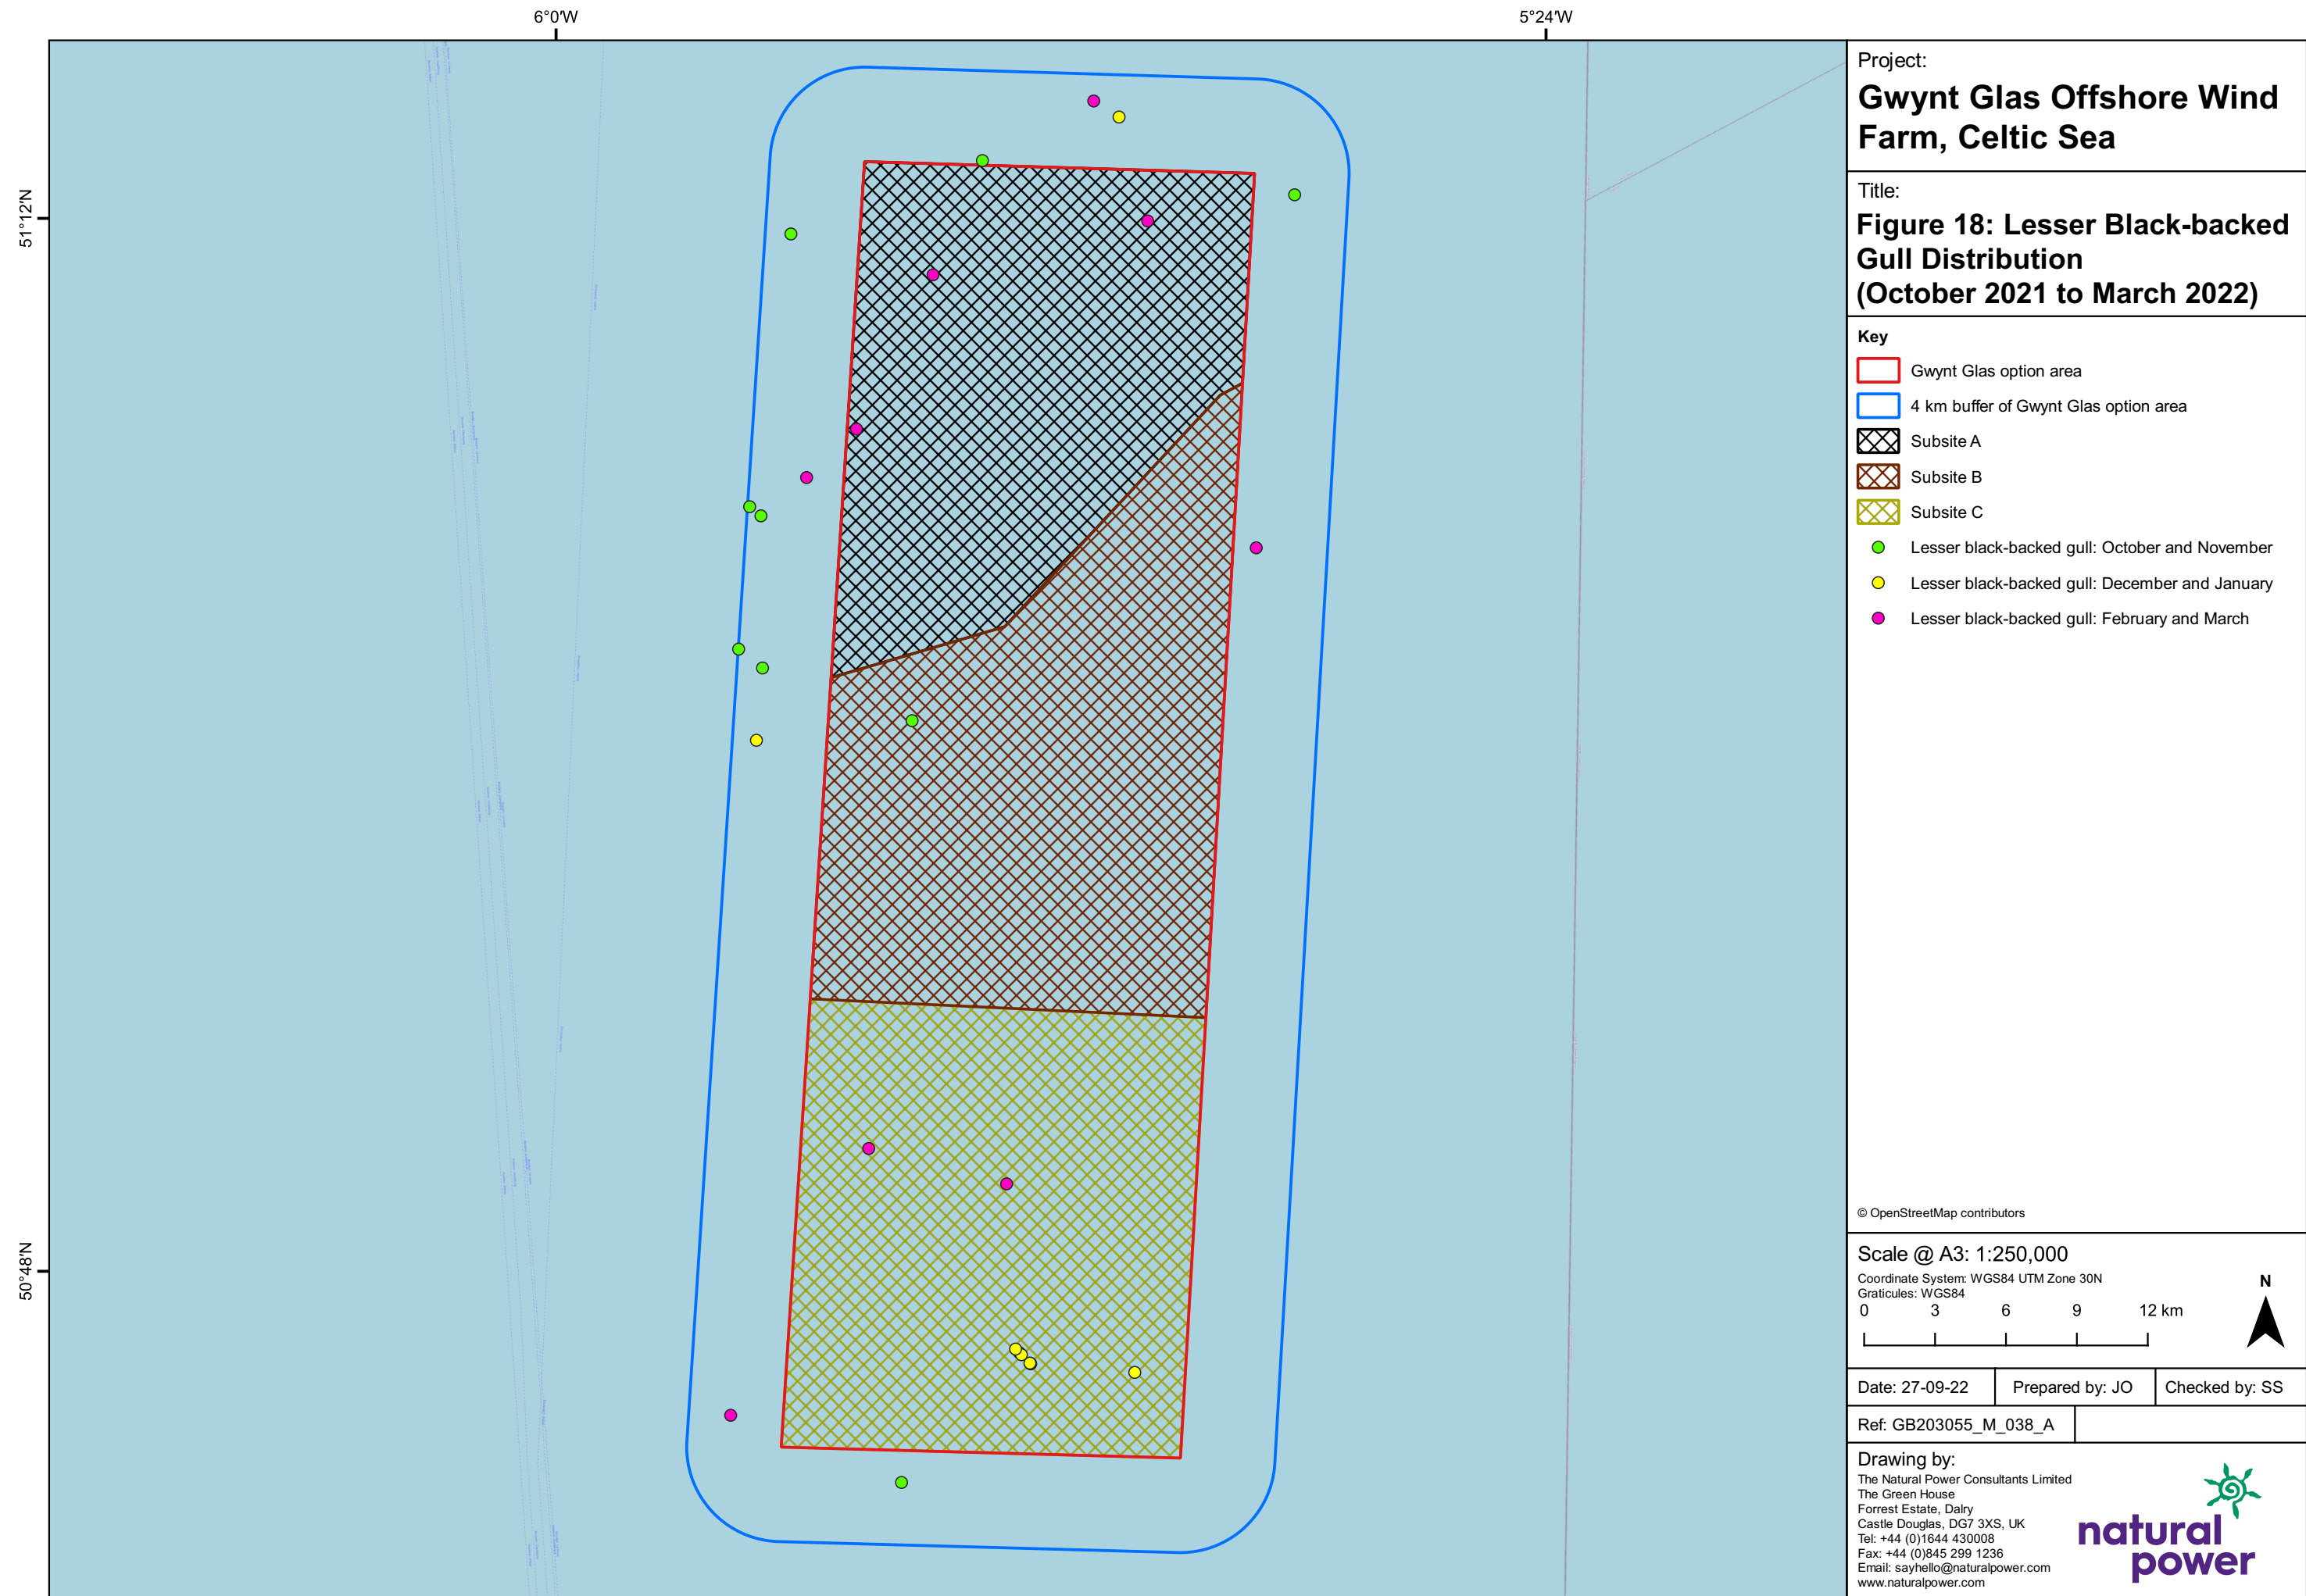 6°0'W
5°24'W
51°12'N
50°48'N
Project:
Gwynt Glas Offshore Wind
Farm, Celtic Sea
Title:
Figure 18: Lesser Black-backed
Gull Distribution
(October 2021 to March 2022)
Key
Gwynt Glas option area
4 km buffer of Gwynt Glas option area
Subsite A
Subsite B
Subsite C
Lesser black-backed gull: October and November
Lesser black-backed gull: December and January
Lesser black-backed gull: February and March
© OpenStreetMap contributors
Scale @ A3: 1:250,000
Coordinate System: WGS84 UTM Zone 30N
Graticules: WGS84
0 3 6 9 12 km
N
Date: 27-09-22
Prepared by: JO
Checked by: SS
Ref: GB203055_M_038_A
Drawing by:
The Natural Power Consultants Limited
The Green House
Forrest Estate, Dalry
Castle Douglas, DG7 3XS, UK
Tel: +44 (0)1644 430008
Fax: +44 (0)845 299 1236
Email: sayhello@naturalpower.com
www.naturalpower.com
natural
power